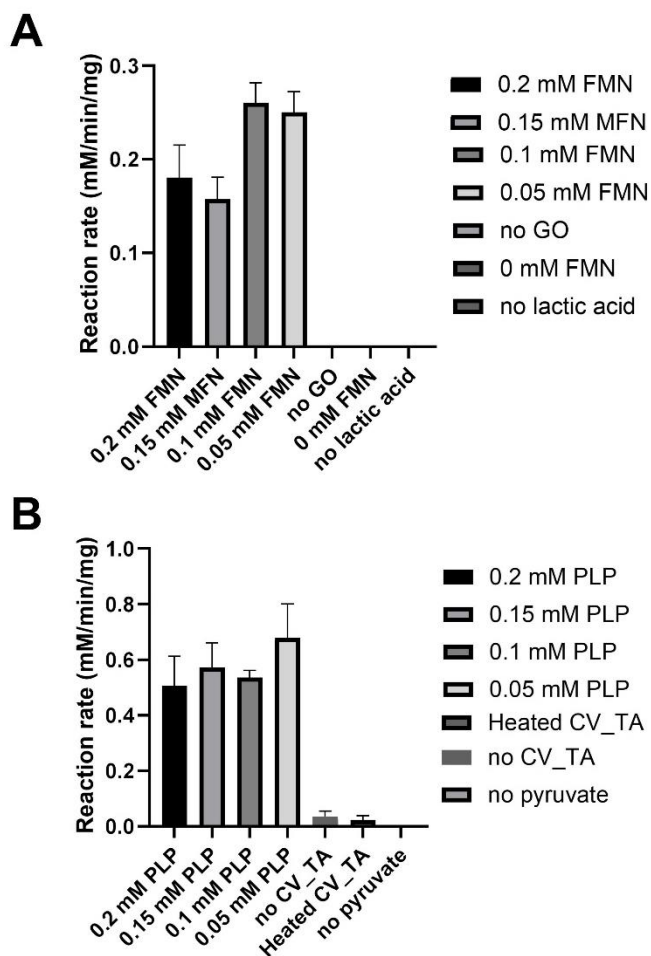 A
Reaction rate (mM/min/mg)
0.3
0.2
0.1
0.0
0.2 mM FMN
0.15 mM MFN
0.1 mM FMN
0.05 mM FMN
no GO
0 mM FMN
no lactic acid
0.2 mM FMN
0.15 mM MFN
0.1 mM FMN
0.05 mM FMN
no GO
0 mM FMN
no lactic acid
B
Reaction rate (mM/min/mg)
1.0
0.8
0.6
0.4
0.2
0.0
0.2 mM PLP
0.15 mM PLP
0.1 mM PLP
0.05 mM PLP
no CV_TA
Heated CV_TA
no pyruvate
0.2 mM PLP
0.15 mM PLP
0.1 mM PLP
0.05 mM PLP
Heated CV_TA
no CV_TA
no pyruvate